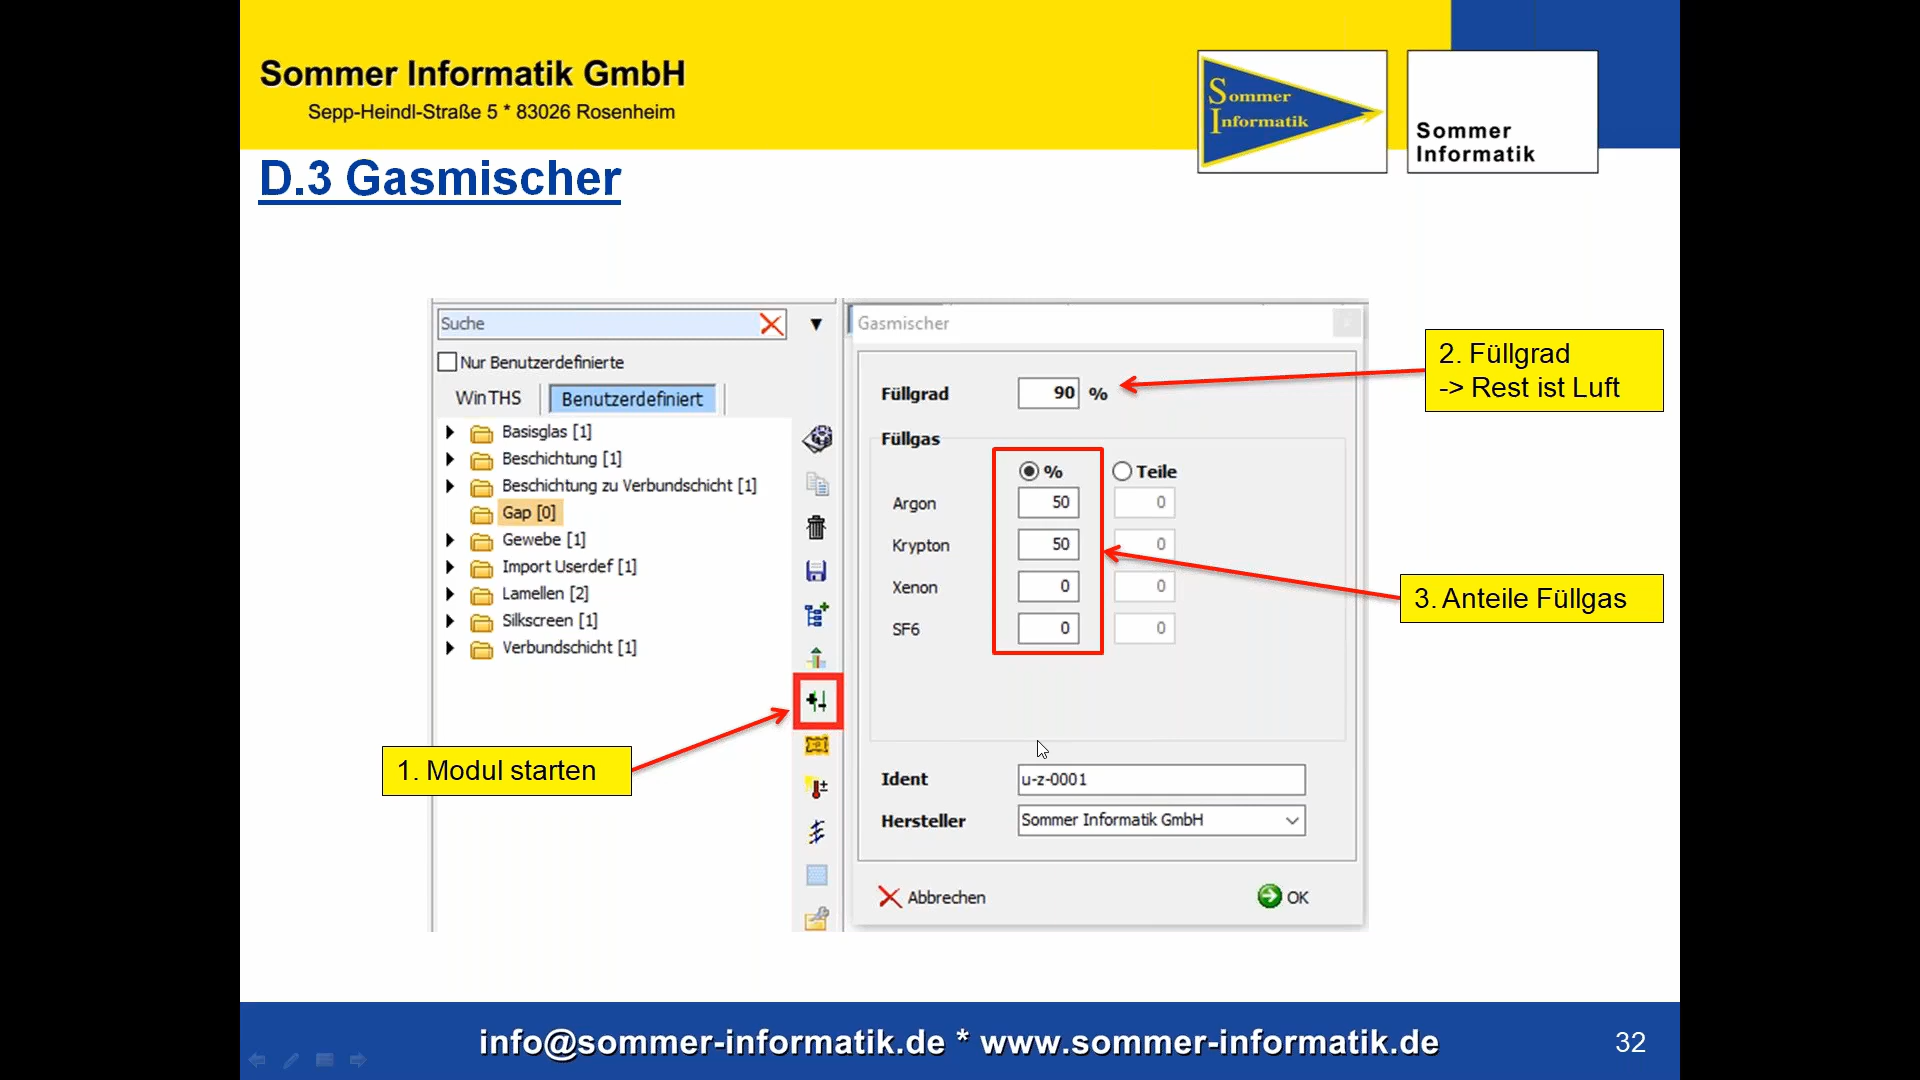 Sommer Informatik GmbH
Sepp-Heindl-Straße 5 * 83026 Rosenheim
Sommer
Informatik
Sommer
Informatik
D.3 Gasmischer
Suche
Nur Benutzerdefinierte
WinTHS
Benutzerdefiniert
Basisglas [1]
Beschichtung [1]
Beschichtung zu Verbundschicht [1]
Gap [0]
Gewebe [1]
Import Userdef [1]
Lamellen [2]
Silkscreen [1]
Verbundschicht [1]
1. Modul starten
Gasmischer
Füllgrad 90 %
Füllgas
% Teile
Argon 50 0
Krypton 50 0
Xenon 0 0
SF6 0 0
Ident u-z-0001
Hersteller Sommer Informatik GmbH
Abbrechen OK
2. Füllgrad
-> Rest ist Luft
3. Anteile Füllgas
info@sommer-informatik.de * www.sommer-informatik.de
32